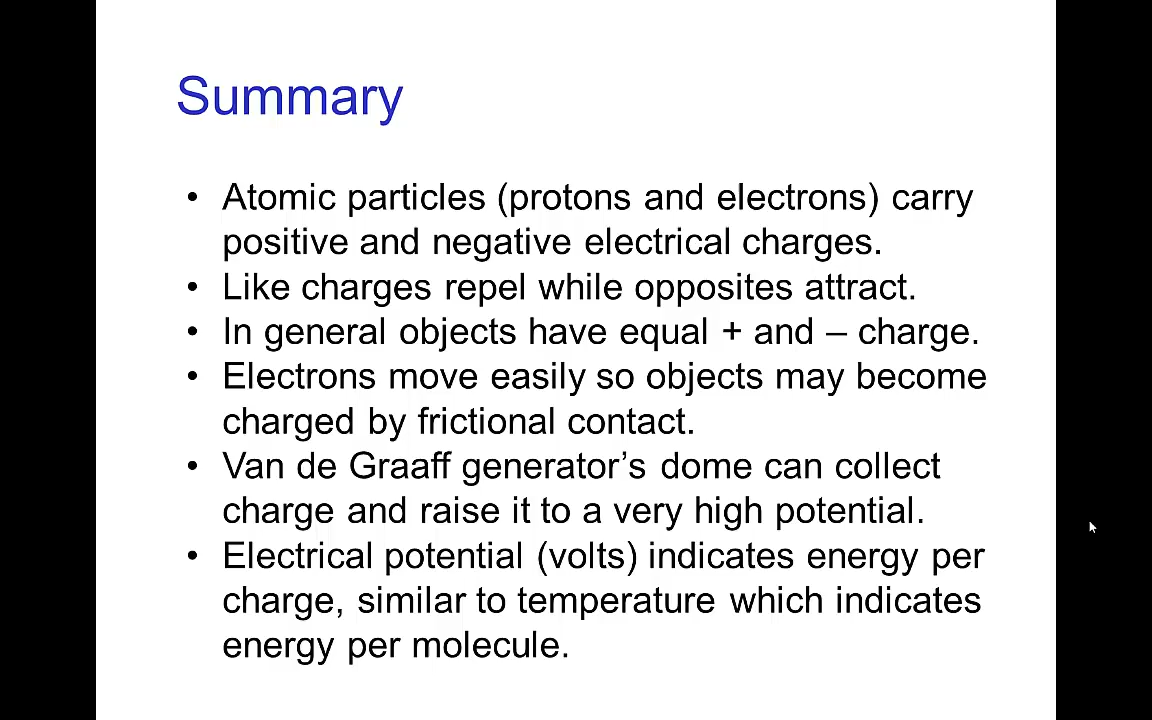 Summary
• Atomic particles (protons and electrons) carry
positive and negative electrical charges.
• Like charges repel while opposites attract.
• In general objects have equal + and – charge.
• Electrons move easily so objects may become
charged by frictional contact.
• Van de Graaff generator’s dome can collect
charge and raise it to a very high potential.
• Electrical potential (volts) indicates energy per
charge, similar to temperature which indicates
energy per molecule.